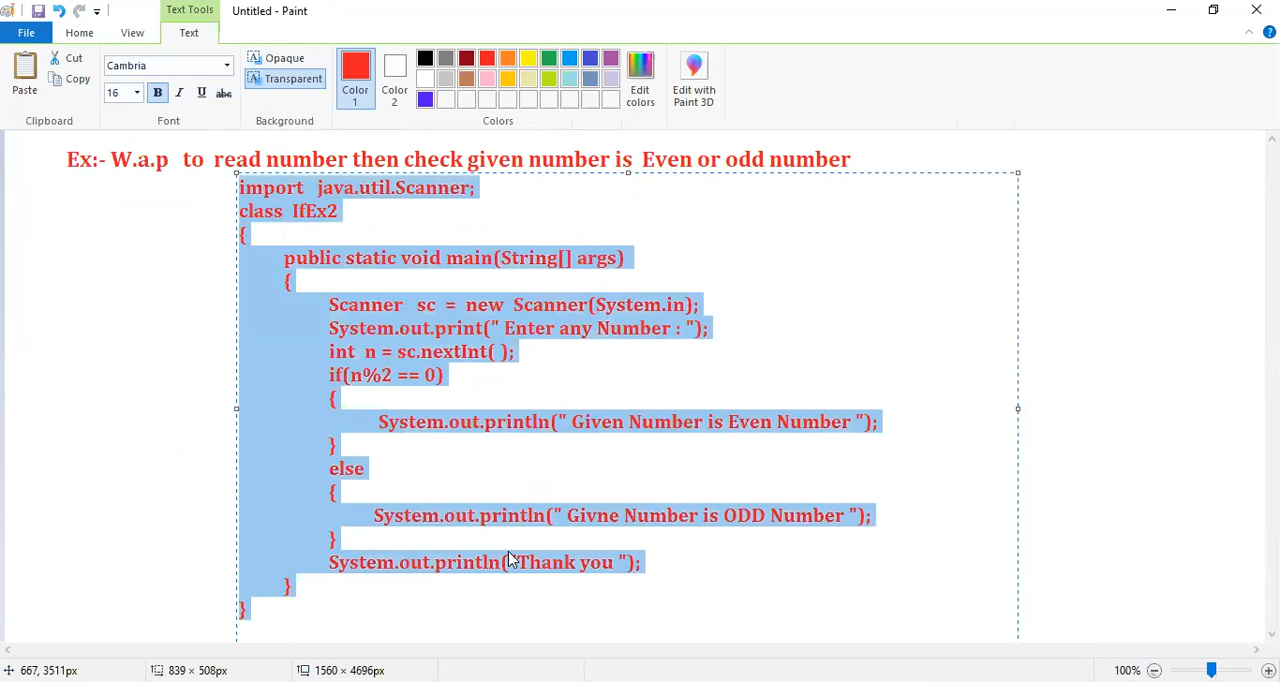 Text Tools
Untitled - Paint
File
Home
View
Text
Paste
Cut
Copy
Clipboard
Cambria
16
B
I
U
abc
Font
Opaque
Transparent
Background
Color
1
Color
2
Edit
colors
Edit with
Paint 3D
Colors
Ex:- W.a.p to read number then check given number is Even or odd number
import java.util.Scanner;
class IfEx2
{
public static void main(String[] args)
{
Scanner sc = new Scanner(System.in);
System.out.print(" Enter any Number : ");
int n = sc.nextInt( );
if(n%2 == 0)
{
System.out.println(" Given Number is Even Number ");
}
else
{
System.out.println(" Givne Number is ODD Number ");
}
System.out.println(" Thank you ");
}
}
667, 3511px
839 × 508px
1560 × 4696px
100%